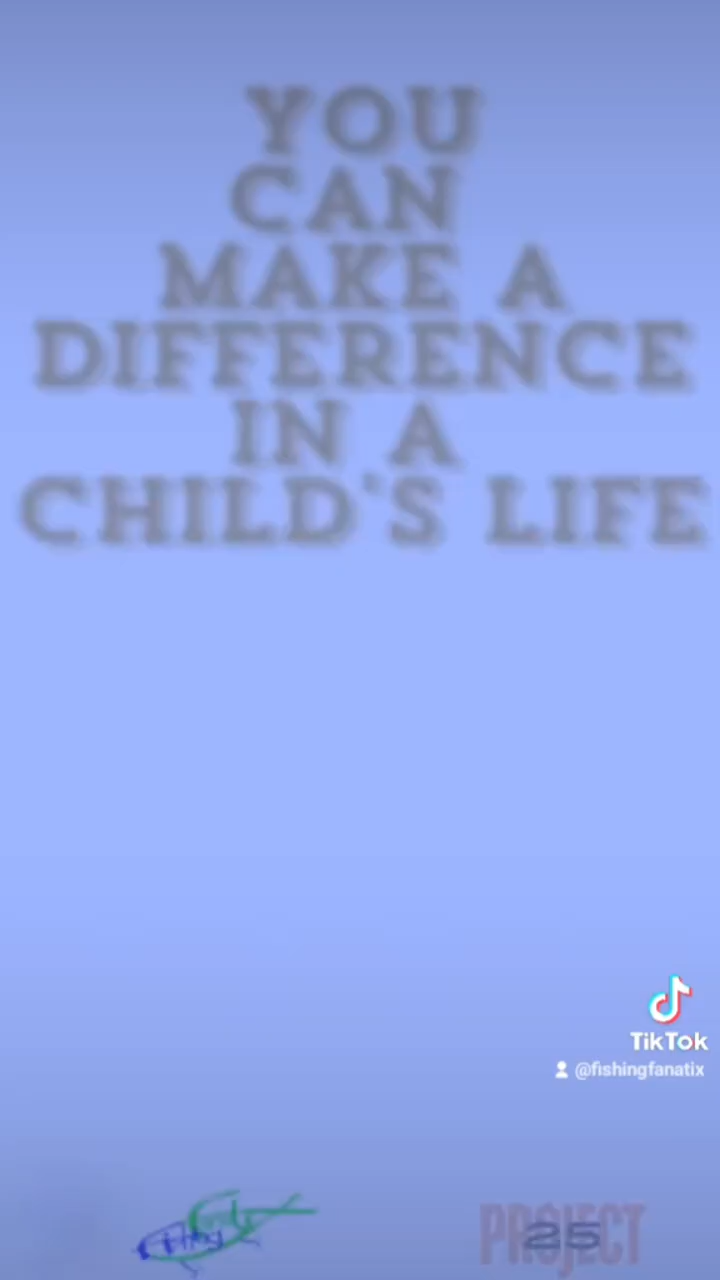 YOU
CAN
MAKE A
DIFFERENCE
IN A
CHILD'S LIFE
TikTok
@fishingfanatix
PROJECT
25